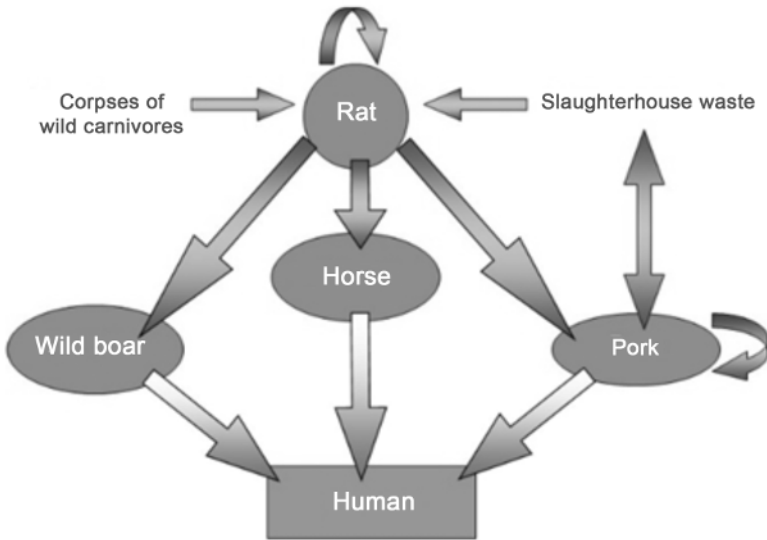 Corpses of
wild carnivores
Rat
Slaughterhouse waste
Horse
Wild boar
Pork
Human